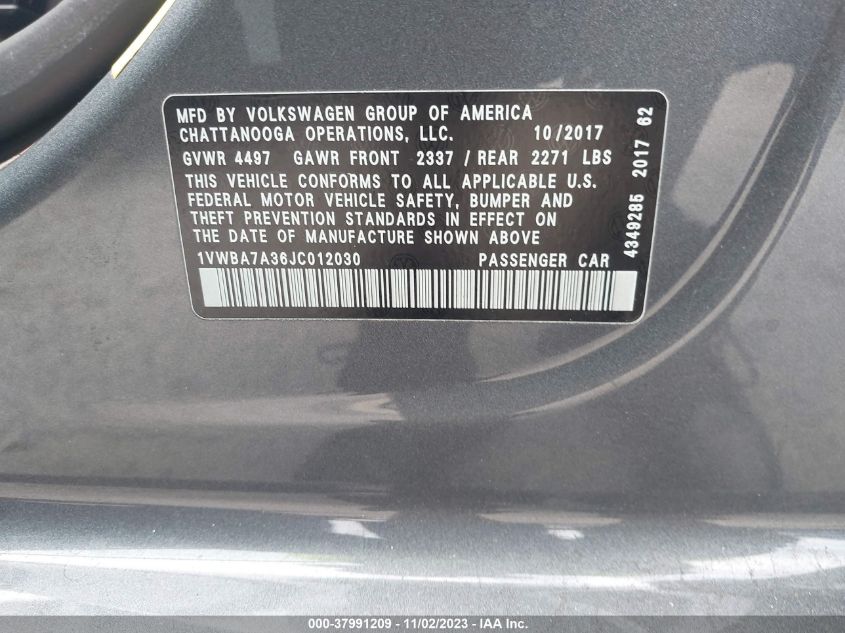 MFD BY VOLKSWAGEN GROUP OF AMERICA
CHATTANOOGA OPERATIONS, LLC. 10/2017
GVWR 4497 GAWR FRONT 2337 / REAR 2271 LBS
THIS VEHICLE CONFORMS TO ALL APPLICABLE U.S.
FEDERAL MOTOR VEHICLE SAFETY, BUMPER AND
THEFT PREVENTION STANDARDS IN EFFECT ON
THE DATE OF MANUFACTURE SHOWN ABOVE
1VWBA7A36JC012030 PASSENGER CAR
4349285 2017 62
000-37991209 - 11/02/2023 - IAA Inc.